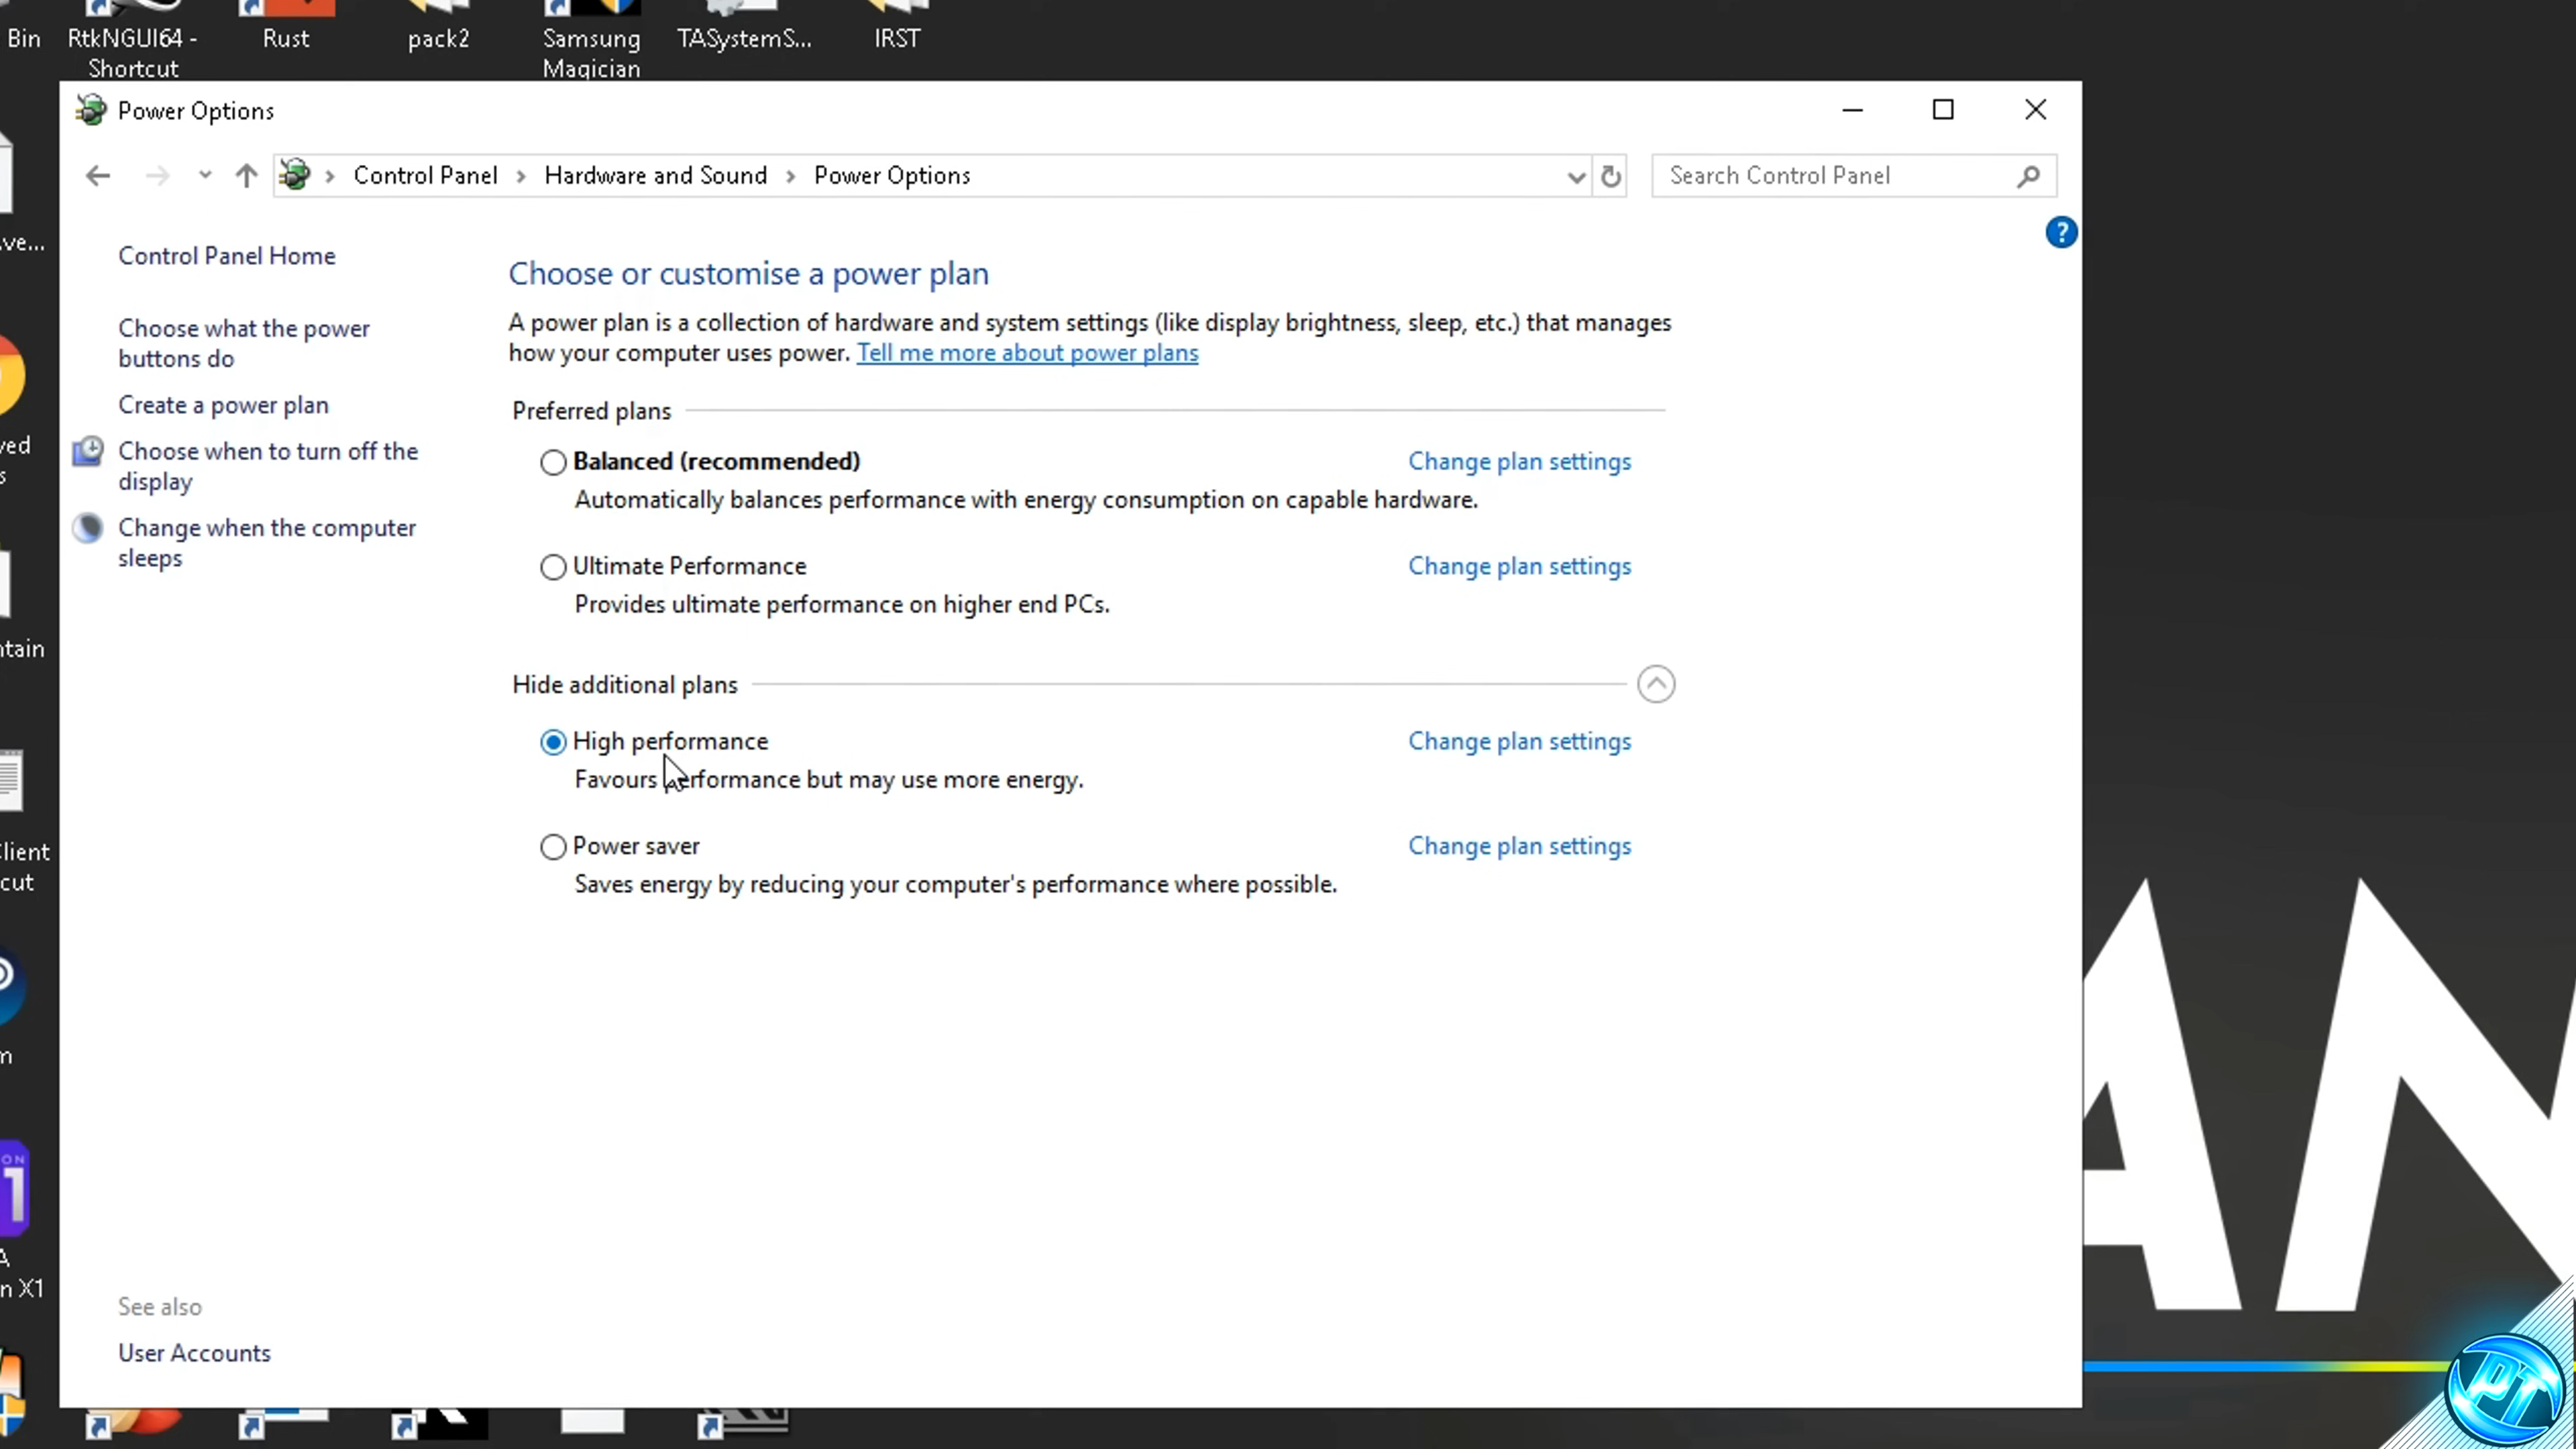 Bin
RtkNGUI64 -
Shortcut
Rust
pack2
Samsung
Magician
TASystemS...
IRST
Power Options
Control Panel
Hardware and Sound
Power Options
Search Control Panel
?
Control Panel Home
Choose what the power
buttons do
Create a power plan
Choose when to turn off the
display
Change when the computer
sleeps
Choose or customise a power plan
A power plan is a collection of hardware and system settings (like display brightness, sleep, etc.) that manages
how your computer uses power. Tell me more about power plans
Preferred plans
Balanced (recommended)
Change plan settings
Automatically balances performance with energy consumption on capable hardware.
Ultimate Performance
Change plan settings
Provides ultimate performance on higher end PCs.
Hide additional plans
High performance
Change plan settings
Favours performance but may use more energy.
Power saver
Change plan settings
Saves energy by reducing your computer's performance where possible.
See also
User Accounts
X1
AN
PT